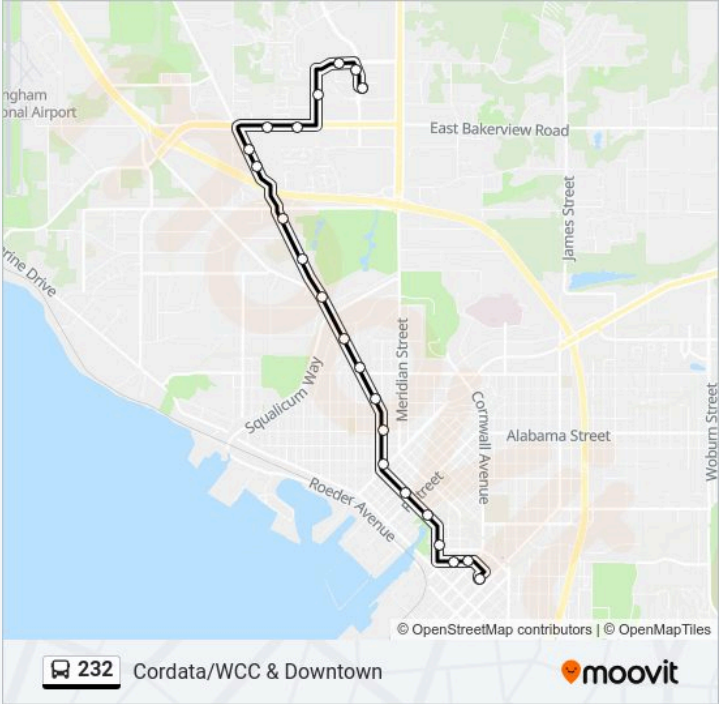 ngham
onal Airport
East Bakerview Road
James Street
rine Drive
Meridian Street
Squalicum Way
Cornwall Avenue
Alabama Street
Woburn Street
treet
Roeder Avenue
© OpenStreetMap contributors | © OpenMapTiles
232 Cordata/WCC & Downtown
moovit